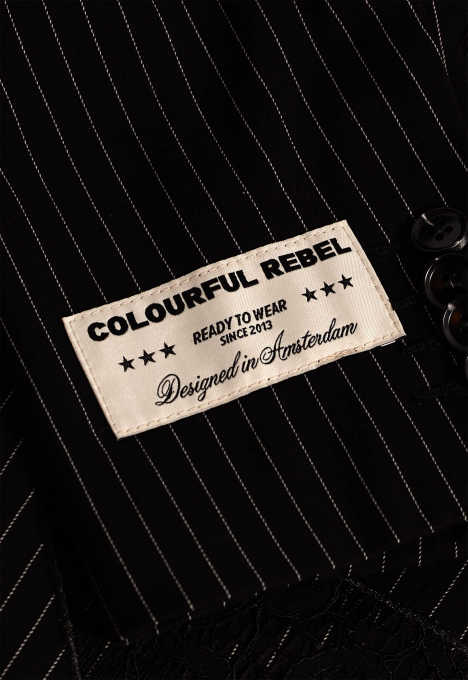 COLOURFUL REBEL
★★★ READY TO WEAR ★★★
SINCE 2013
Designed in Amsterdam